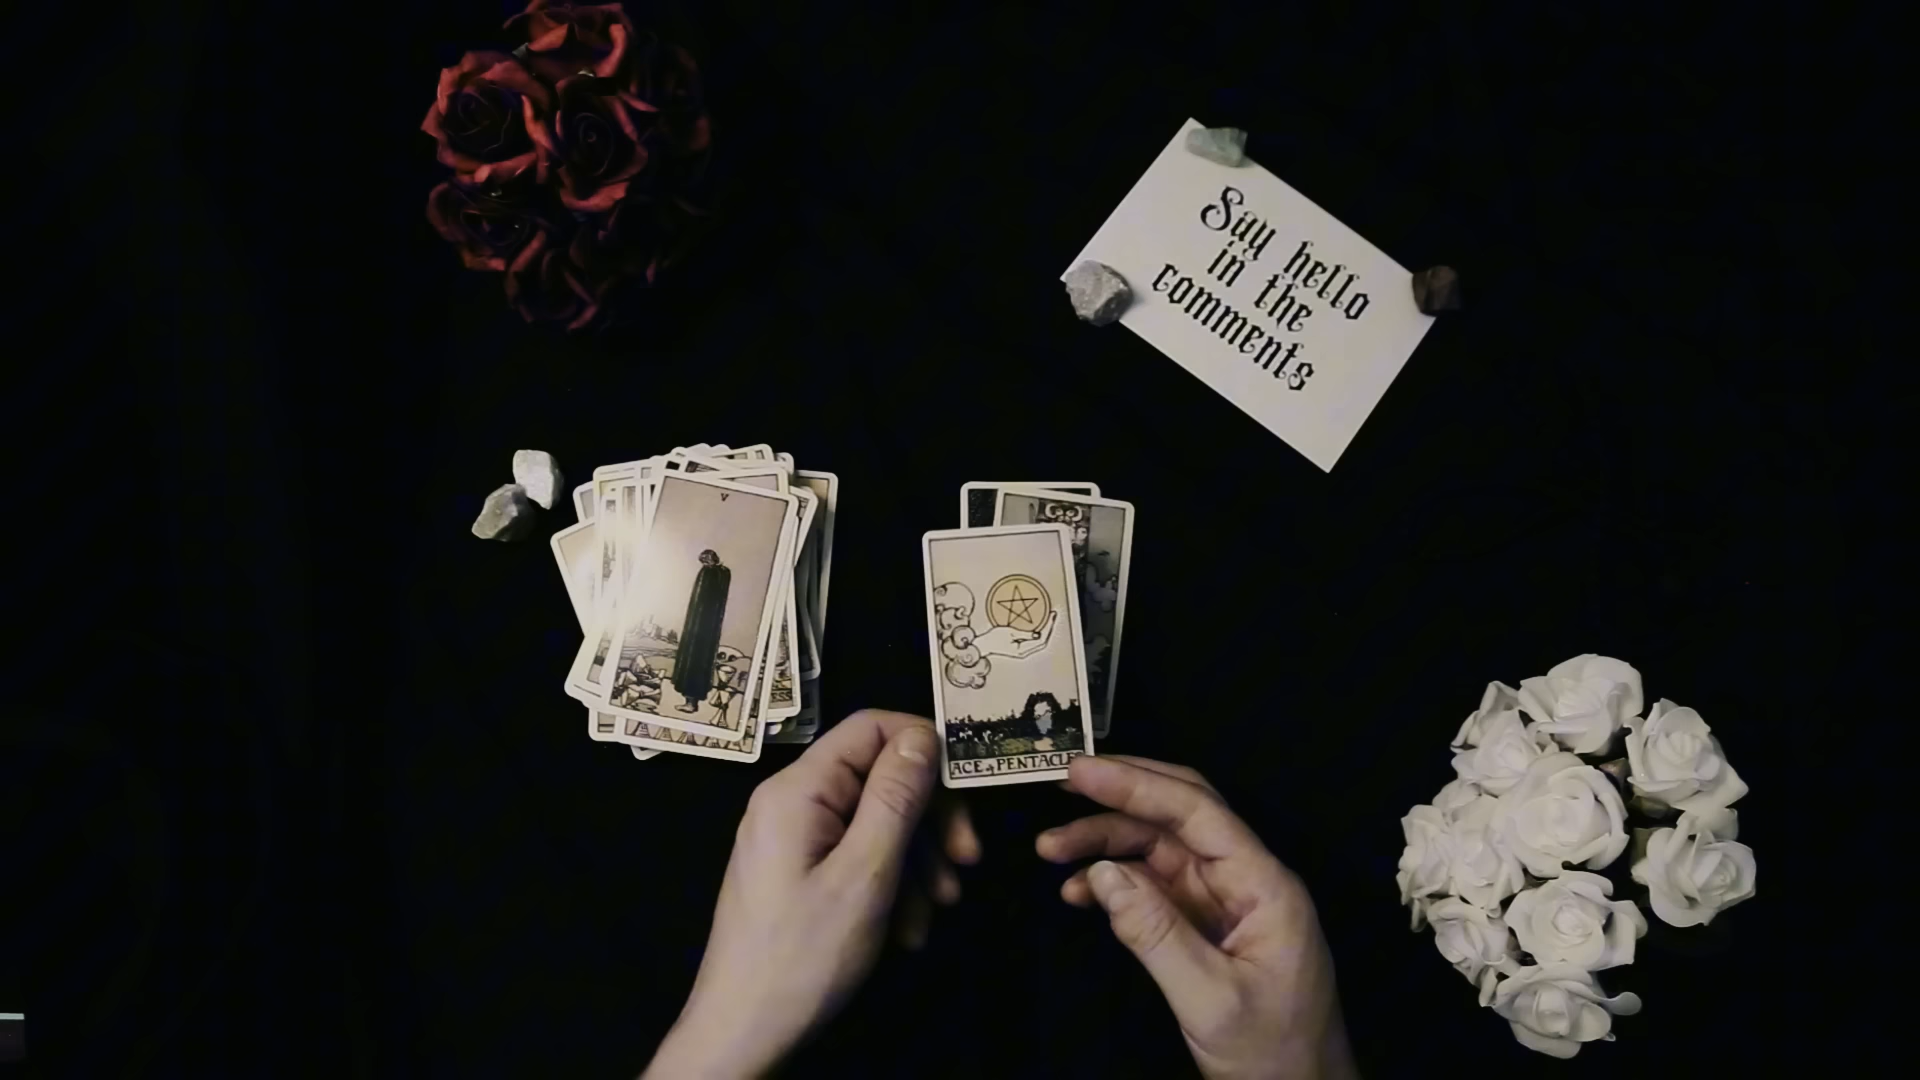 Say hello
in the
comments
V
ACE of PENTACLES